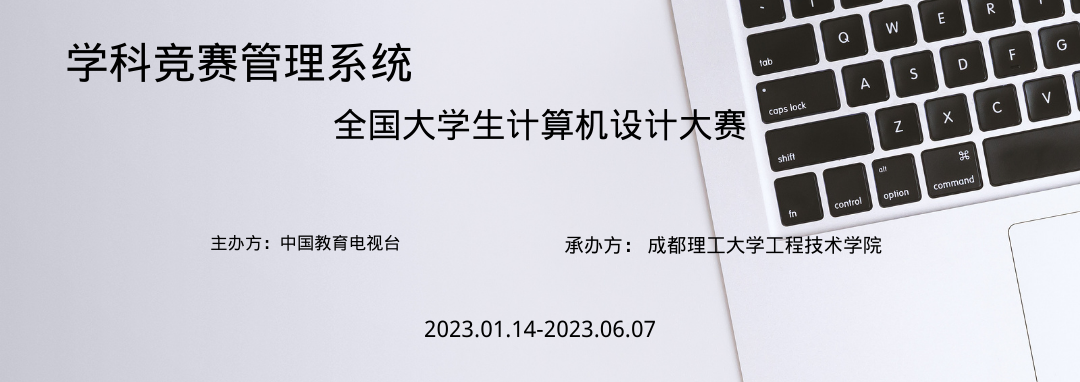 学科竞赛管理系统
全国大学生计算机设计大赛
主办方：中国教育电视台
承办方： 成都理工大学工程技术学院
2023.01.14-2023.06.07
Q W E R
tab
A S D F G
caps lock
Z X C V
shift
alt ⌘
fn control option command